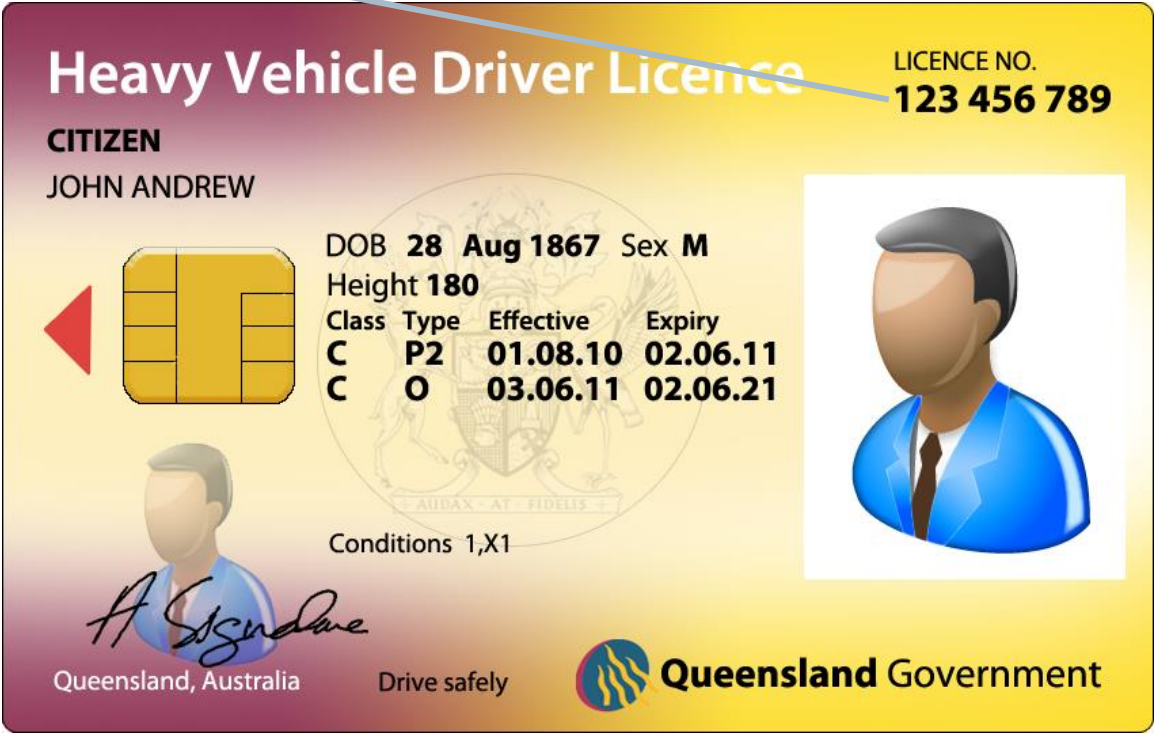 Heavy Vehicle Driver Licence
LICENCE NO.
123 456 789
CITIZEN
JOHN ANDREW
DOB 28 Aug 1867 Sex M
Height 180
Class Type Effective Expiry
C P2 01.08.10 02.06.11
C O 03.06.11 02.06.21
AUDAX · AT · FIDELIS
Conditions 1,X1
A Signature
Queensland, Australia
Drive safely
Queensland Government